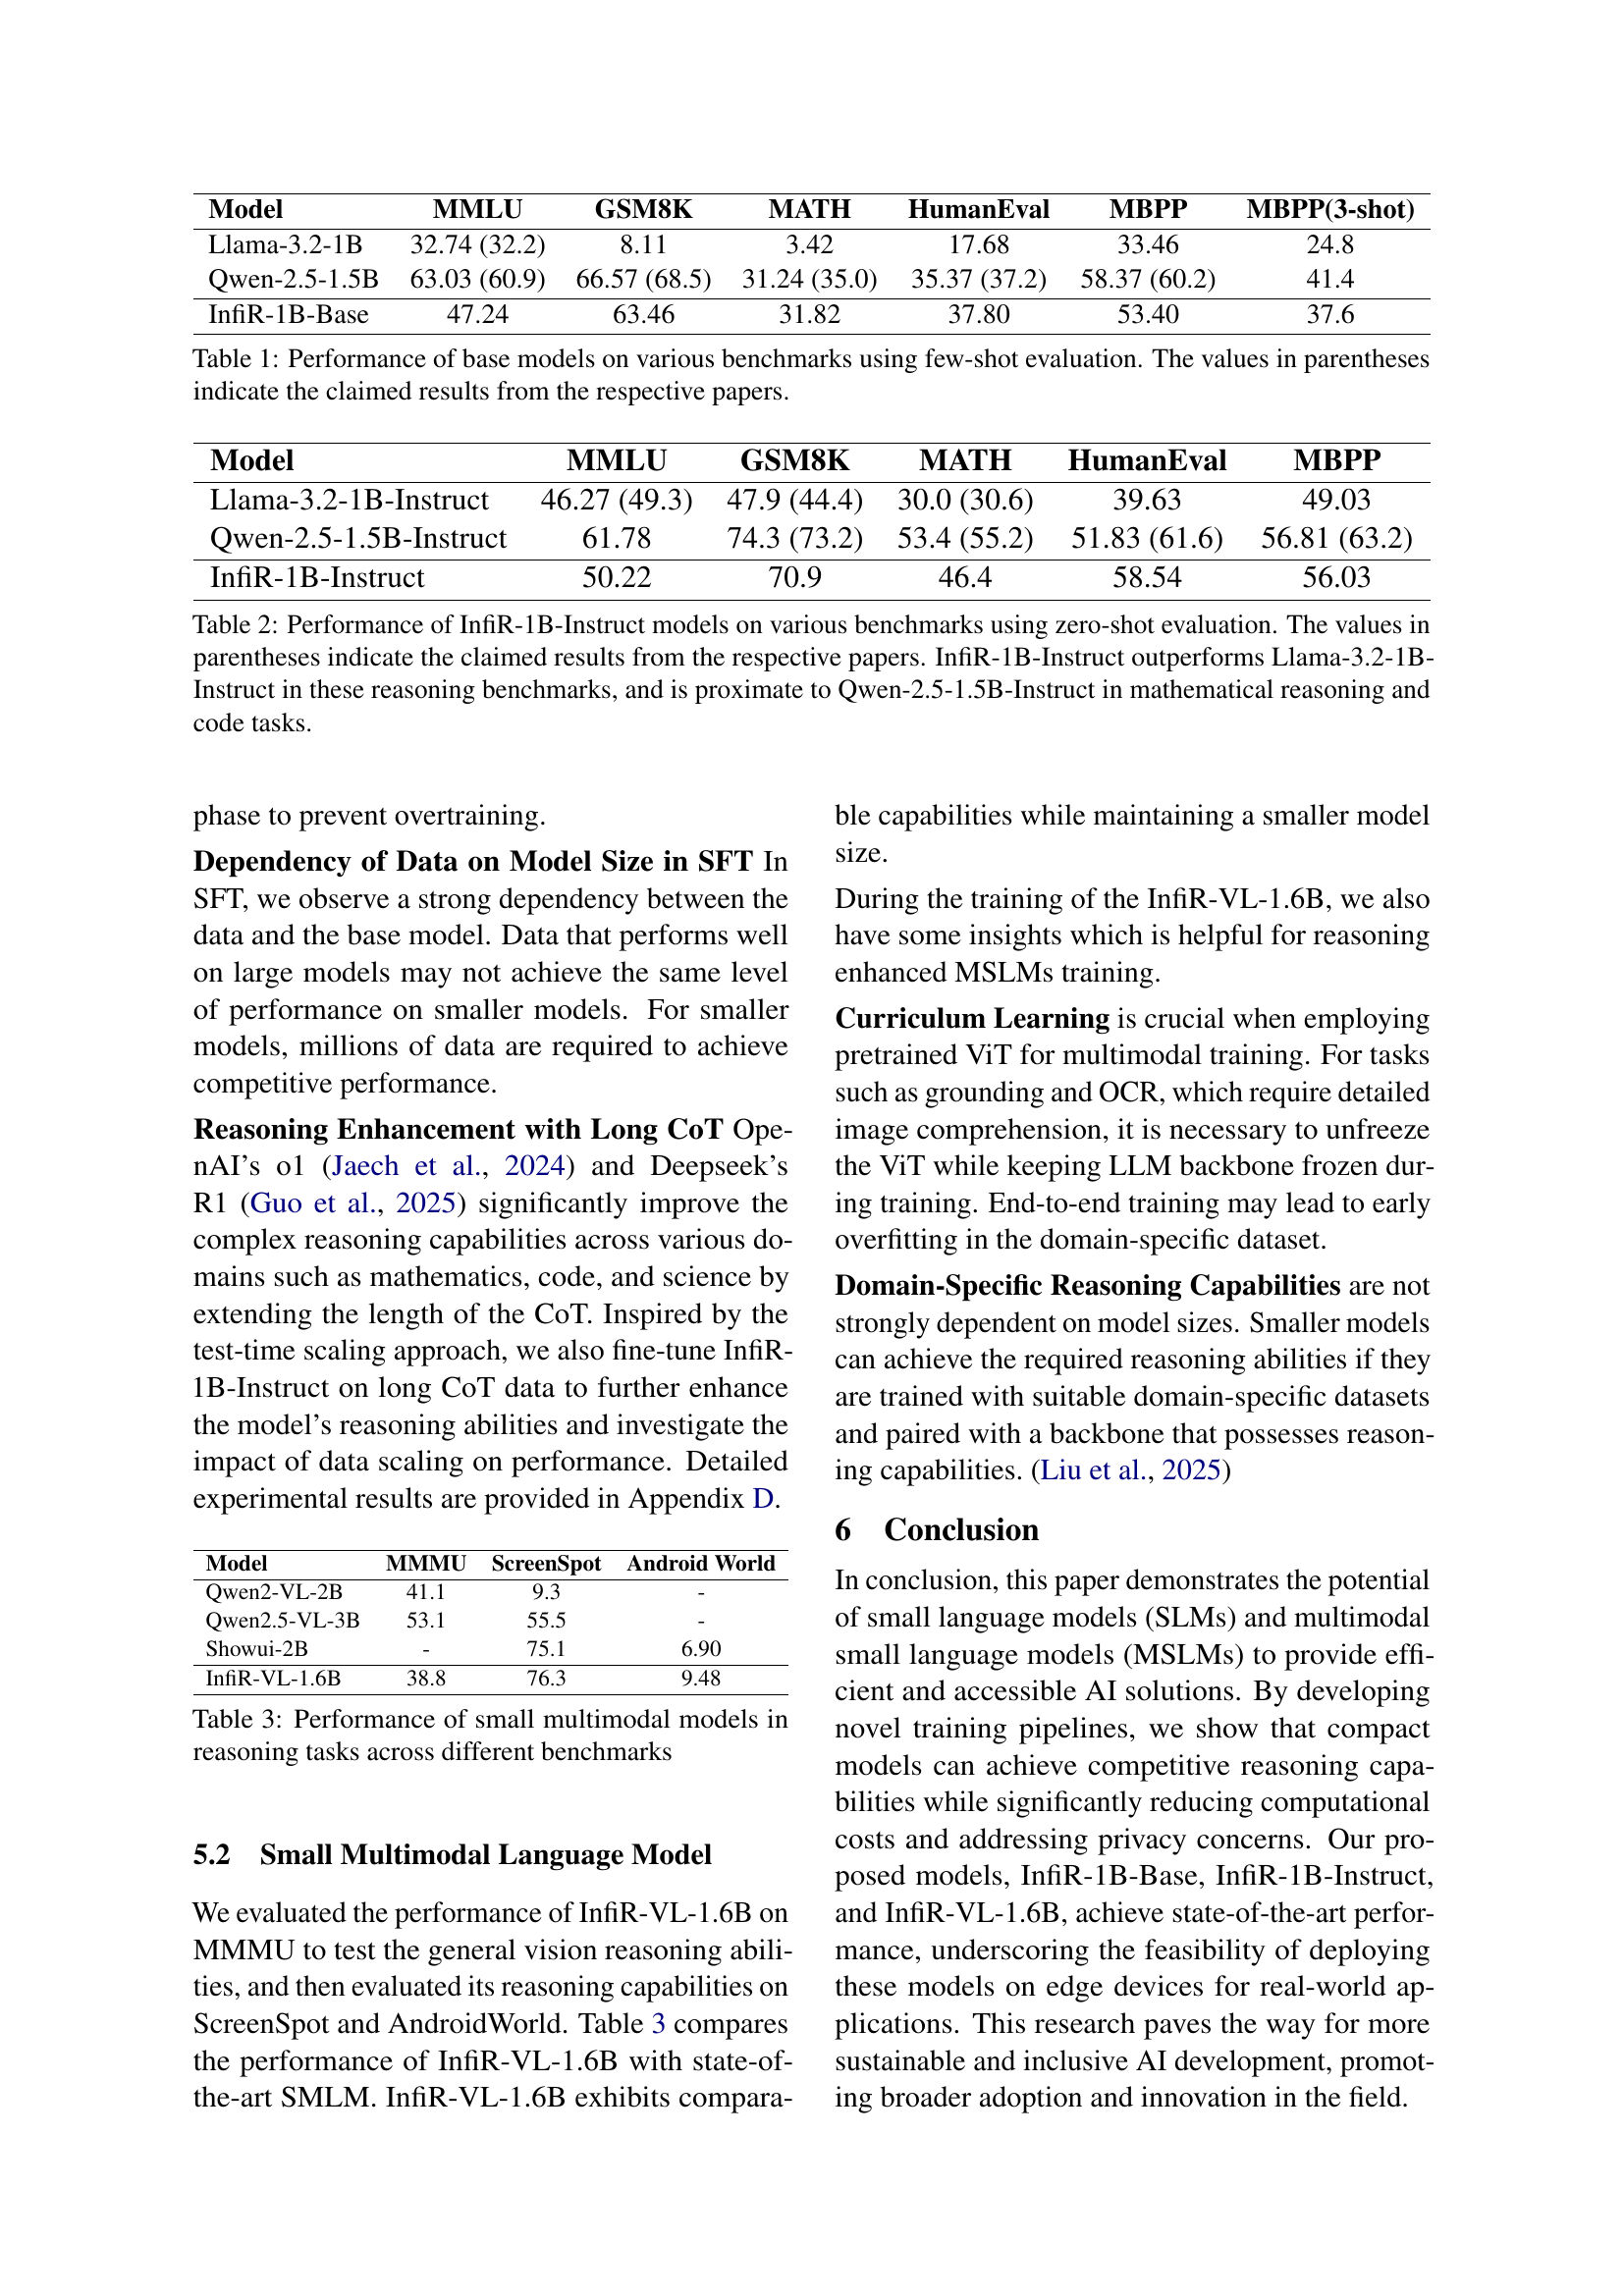 Model MMLU GSM8K MATH HumanEval MBPP MBPP(3-shot)
Llama-3.2-1B 32.74 (32.2) 8.11 3.42 17.68 33.46 24.8
Qwen-2.5-1.5B 63.03 (60.9) 66.57 (68.5) 31.24 (35.0) 35.37 (37.2) 58.37 (60.2) 41.4
InfiR-1B-Base 47.24 63.46 31.82 37.80 53.40 37.6
Table 1: Performance of base models on various benchmarks using few-shot evaluation. The values in parentheses
indicate the claimed results from the respective papers.
Model MMLU GSM8K MATH HumanEval MBPP
Llama-3.2-1B-Instruct 46.27 (49.3) 47.9 (44.4) 30.0 (30.6) 39.63 49.03
Qwen-2.5-1.5B-Instruct 61.78 74.3 (73.2) 53.4 (55.2) 51.83 (61.6) 56.81 (63.2)
InfiR-1B-Instruct 50.22 70.9 46.4 58.54 56.03
Table 2: Performance of InfiR-1B-Instruct models on various benchmarks using zero-shot evaluation. The values in
parentheses indicate the claimed results from the respective papers. InfiR-1B-Instruct outperforms Llama-3.2-1B-
Instruct in these reasoning benchmarks, and is proximate to Qwen-2.5-1.5B-Instruct in mathematical reasoning and
code tasks.
phase to prevent overtraining.
Dependency of Data on Model Size in SFT In
SFT, we observe a strong dependency between the
data and the base model. Data that performs well
on large models may not achieve the same level
of performance on smaller models. For smaller
models, millions of data are required to achieve
competitive performance.
Reasoning Enhancement with Long CoT Ope-
nAI's o1 (Jaech et al., 2024) and Deepseek's
R1 (Guo et al., 2025) significantly improve the
complex reasoning capabilities across various do-
mains such as mathematics, code, and science by
extending the length of the CoT. Inspired by the
test-time scaling approach, we also fine-tune InfiR-
1B-Instruct on long CoT data to further enhance
the model's reasoning abilities and investigate the
impact of data scaling on performance. Detailed
experimental results are provided in Appendix D.
Model MMMU ScreenSpot Android World
Qwen2-VL-2B 41.1 9.3 -
Qwen2.5-VL-3B 53.1 55.5 -
Showui-2B - 75.1 6.90
InfiR-VL-1.6B 38.8 76.3 9.48
Table 3: Performance of small multimodal models in
reasoning tasks across different benchmarks
5.2 Small Multimodal Language Model
We evaluated the performance of InfiR-VL-1.6B on
MMMU to test the general vision reasoning abili-
ties, and then evaluated its reasoning capabilities on
ScreenSpot and AndroidWorld. Table 3 compares
the performance of InfiR-VL-1.6B with state-of-
the-art SMLM. InfiR-VL-1.6B exhibits compara-
ble capabilities while maintaining a smaller model
size.
During the training of the InfiR-VL-1.6B, we also
have some insights which is helpful for reasoning
enhanced MSLMs training.
Curriculum Learning is crucial when employing
pretrained ViT for multimodal training. For tasks
such as grounding and OCR, which require detailed
image comprehension, it is necessary to unfreeze
the ViT while keeping LLM backbone frozen dur-
ing training. End-to-end training may lead to early
overfitting in the domain-specific dataset.
Domain-Specific Reasoning Capabilities are not
strongly dependent on model sizes. Smaller models
can achieve the required reasoning abilities if they
are trained with suitable domain-specific datasets
and paired with a backbone that possesses reason-
ing capabilities. (Liu et al., 2025)
6 Conclusion
In conclusion, this paper demonstrates the potential
of small language models (SLMs) and multimodal
small language models (MSLMs) to provide effi-
cient and accessible AI solutions. By developing
novel training pipelines, we show that compact
models can achieve competitive reasoning capa-
bilities while significantly reducing computational
costs and addressing privacy concerns. Our pro-
posed models, InfiR-1B-Base, InfiR-1B-Instruct,
and InfiR-VL-1.6B, achieve state-of-the-art perfor-
mance, underscoring the feasibility of deploying
these models on edge devices for real-world ap-
plications. This research paves the way for more
sustainable and inclusive AI development, promot-
ing broader adoption and innovation in the field.